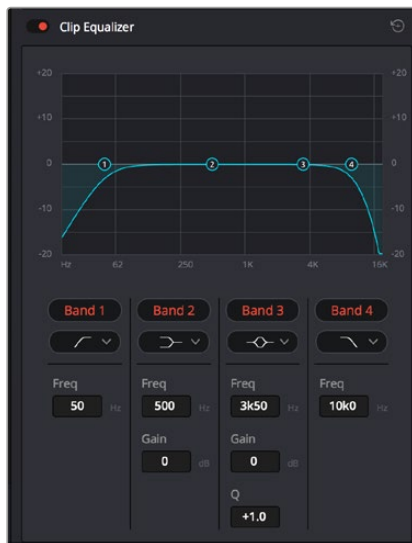 Clip Equalizer
+20 +20
+10 +10
0 0
-10 -10
-20 -20
Hz 62 250 1K 4K 16K
1 2 3 4
Band 1 Band 2 Band 3 Band 4
Freq Freq Freq Freq
50 Hz 500 Hz 3k50 Hz 10k0 Hz
Gain Gain
0 dB 0 dB
Q
+1.0